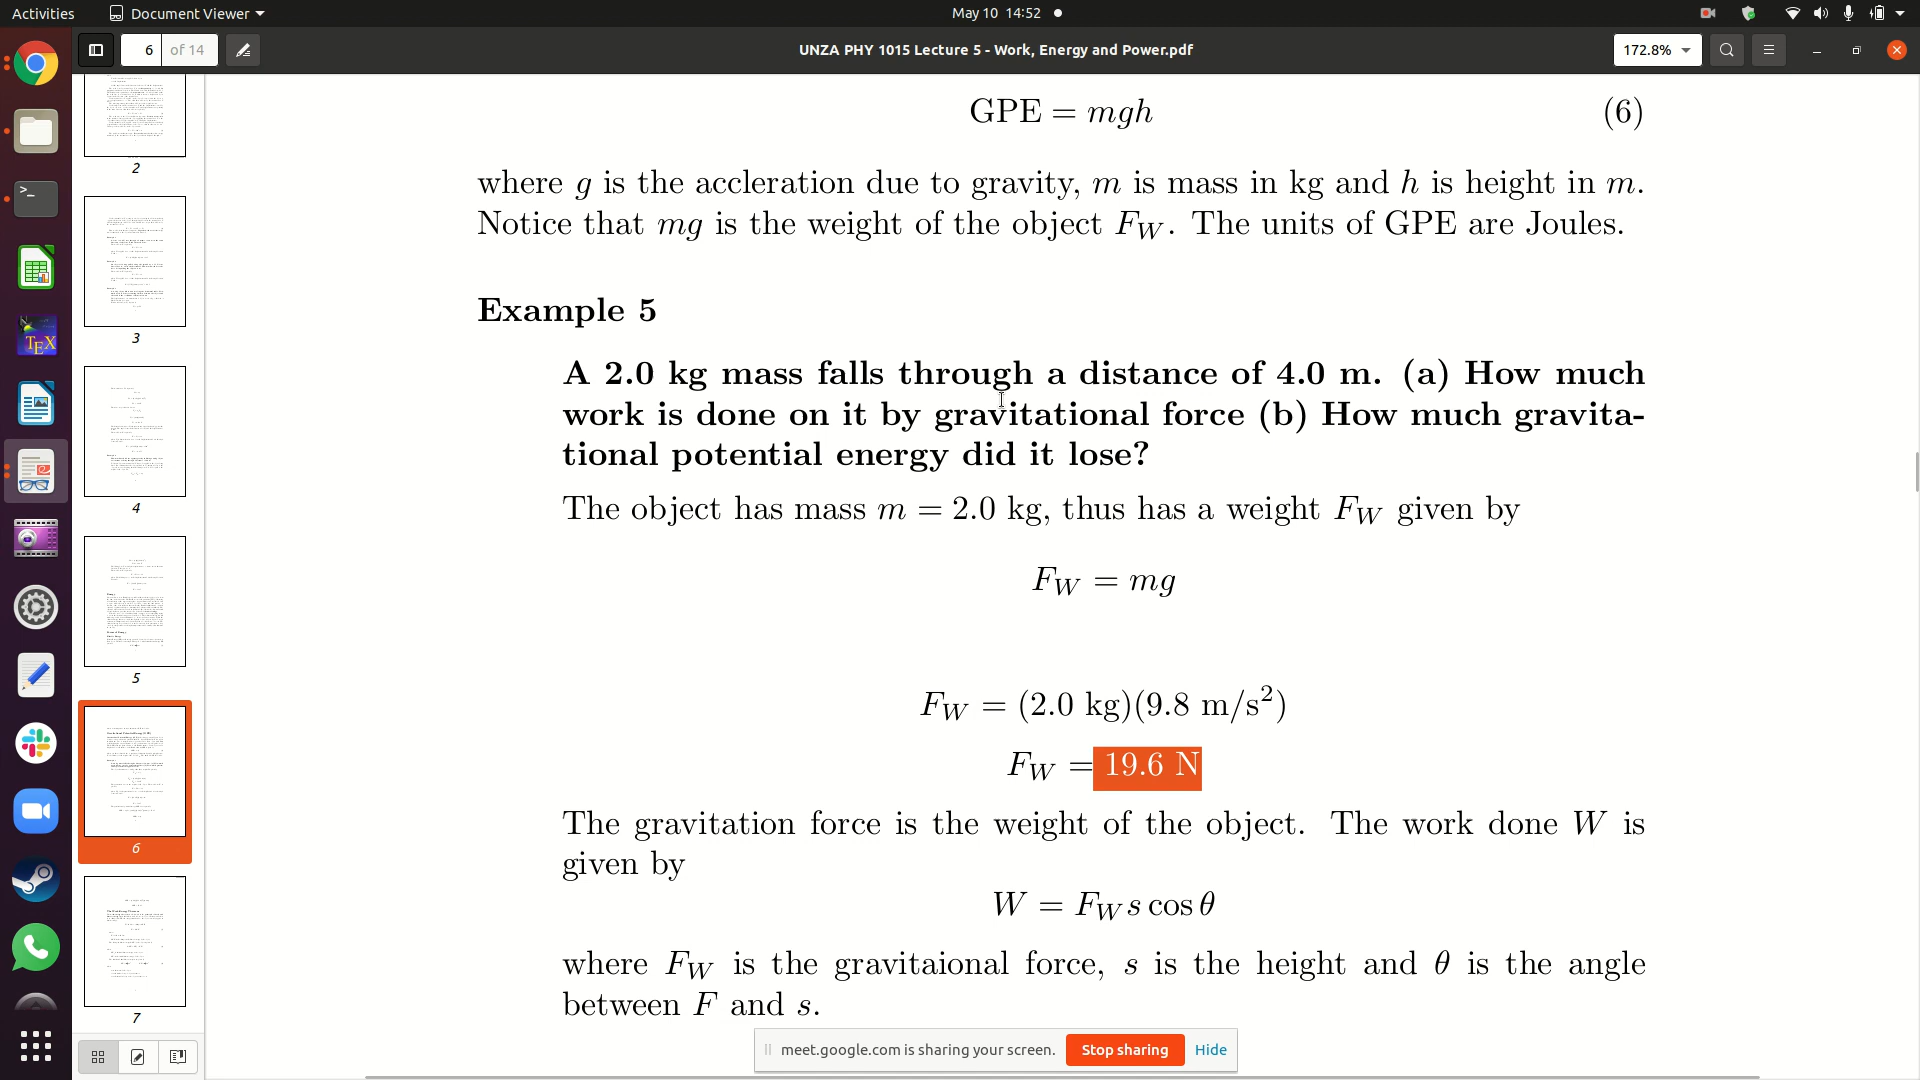 Activities Document Viewer May 10 14:52
6 of 14 UNZA PHY 1015 Lecture 5 - Work, Energy and Power.pdf 172.8%
GPE = mgh (6)
where g is the accleration due to gravity, m is mass in kg and h is height in m.
Notice that mg is the weight of the object F_W. The units of GPE are Joules.
Example 5
A 2.0 kg mass falls through a distance of 4.0 m. (a) How much
work is done on it by gravitational force (b) How much gravita-
tional potential energy did it lose?
The object has mass m = 2.0 kg, thus has a weight F_W given by
F_W = mg
F_W = (2.0 kg)(9.8 m/s²)
F_W = 19.6 N
The gravitation force is the weight of the object. The work done W is
given by
W = F_W s cos θ
where F_W is the gravitaional force, s is the height and θ is the angle
between F and s.
2
3
4
5
6
7
TEX
meet.google.com is sharing your screen. Stop sharing Hide